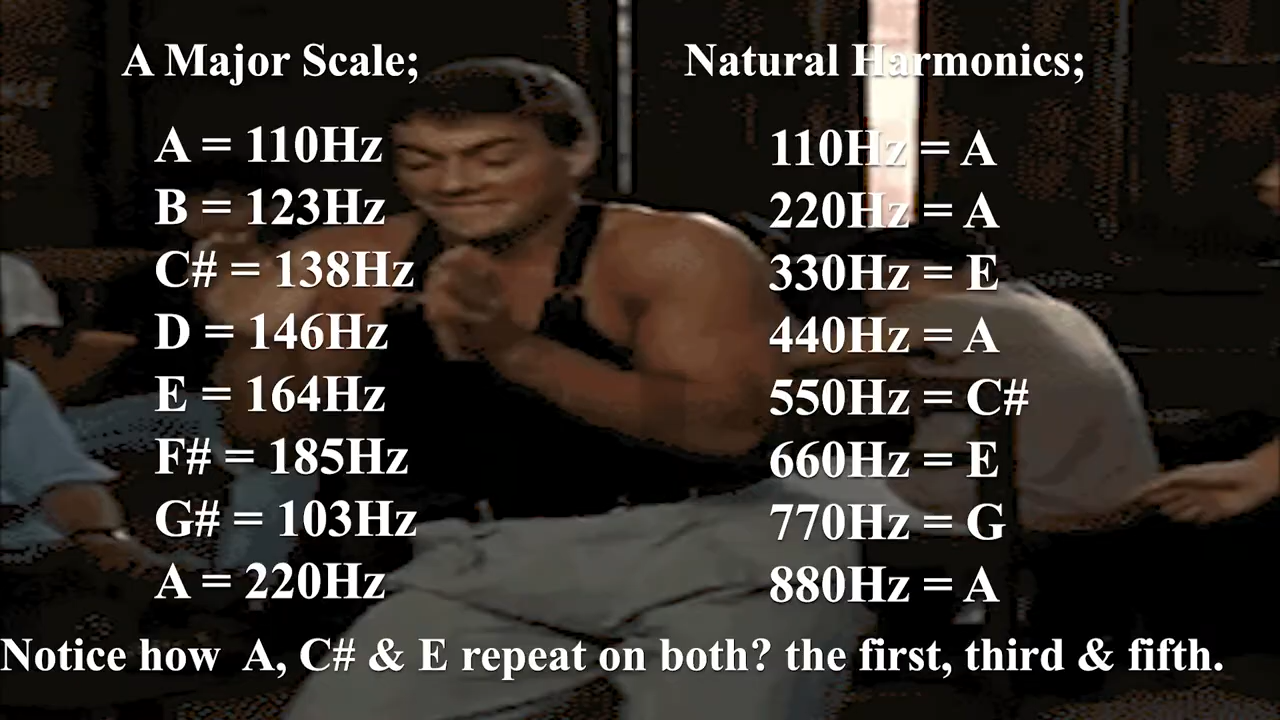 A Major Scale;
A = 110Hz
B = 123Hz
C# = 138Hz
D = 146Hz
E = 164Hz
F# = 185Hz
G# = 103Hz
A = 220Hz
Natural Harmonics;
110Hz = A
220Hz = A
330Hz = E
440Hz = A
550Hz = C#
660Hz = E
770Hz = G
880Hz = A
Notice how A, C# & E repeat on both? the first, third & fifth.